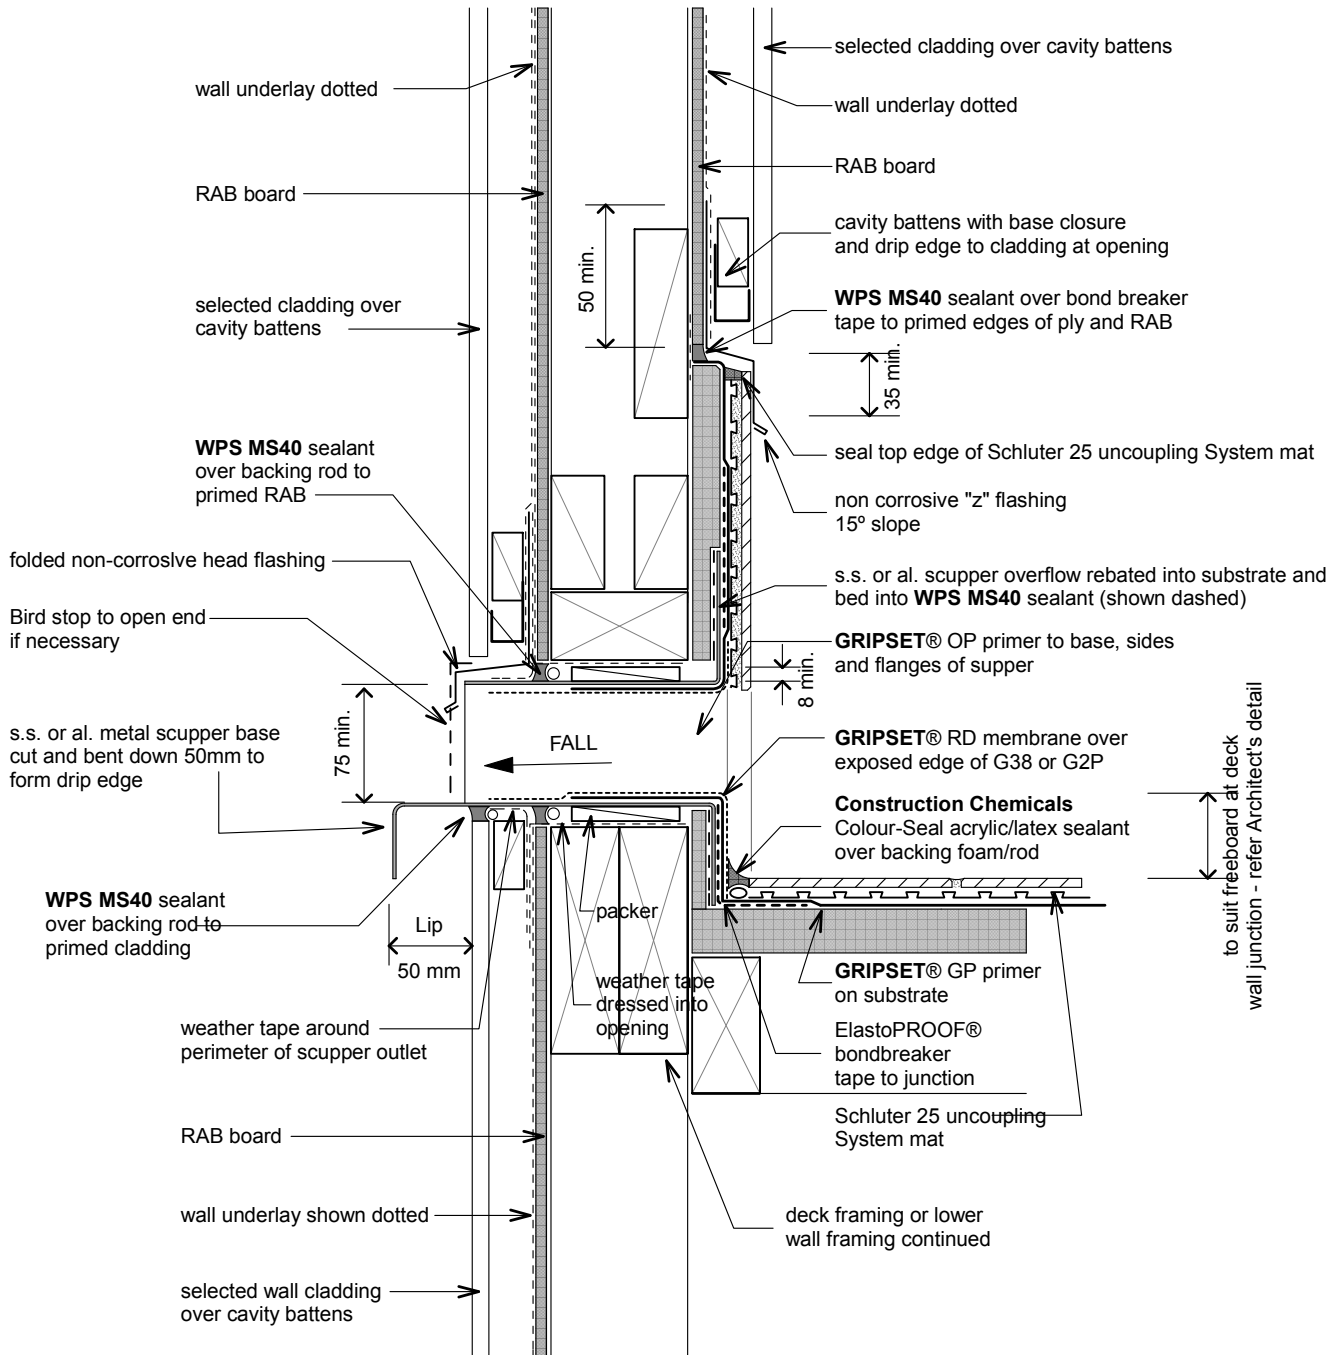 wall underlay dotted
RAB board
selected cladding over
cavity battens
WPS MS40 sealant
over backing rod to
primed RAB
folded non-corrosIve head flashing
Bird stop to open end
if necessary
s.s. or al. metal scupper base
cut and bent down 50mm to
form drip edge
WPS MS40 sealant
over backing rod to
primed cladding
weather tape around
perimeter of scupper outlet
RAB board
wall underlay shown dotted
selected wall cladding
over cavity battens
50 min.
75 min.
FALL
Lip
50 mm
packer
weather tape
dressed into
opening
selected cladding over cavity battens
wall underlay dotted
RAB board
cavity battens with base closure
and drip edge to cladding at opening
WPS MS40 sealant over bond breaker
tape to primed edges of ply and RAB
35 min.
seal top edge of Schluter 25 uncoupling System mat
non corrosive "z" flashing
15º slope
s.s. or al. scupper overflow rebated into substrate and
bed into WPS MS40 sealant (shown dashed)
GRIPSET® OP primer to base, sides
and flanges of supper
8 min.
GRIPSET® RD membrane over
exposed edge of G38 or G2P
Construction Chemicals
Colour-Seal acrylic/latex sealant
over backing foam/rod
to suit freeboard at deck
wall junction - refer Architect's detail
GRIPSET® GP primer
on substrate
ElastoPROOF®
bondbreaker
tape to junction
Schluter 25 uncoupling
System mat
deck framing or lower
wall framing continued